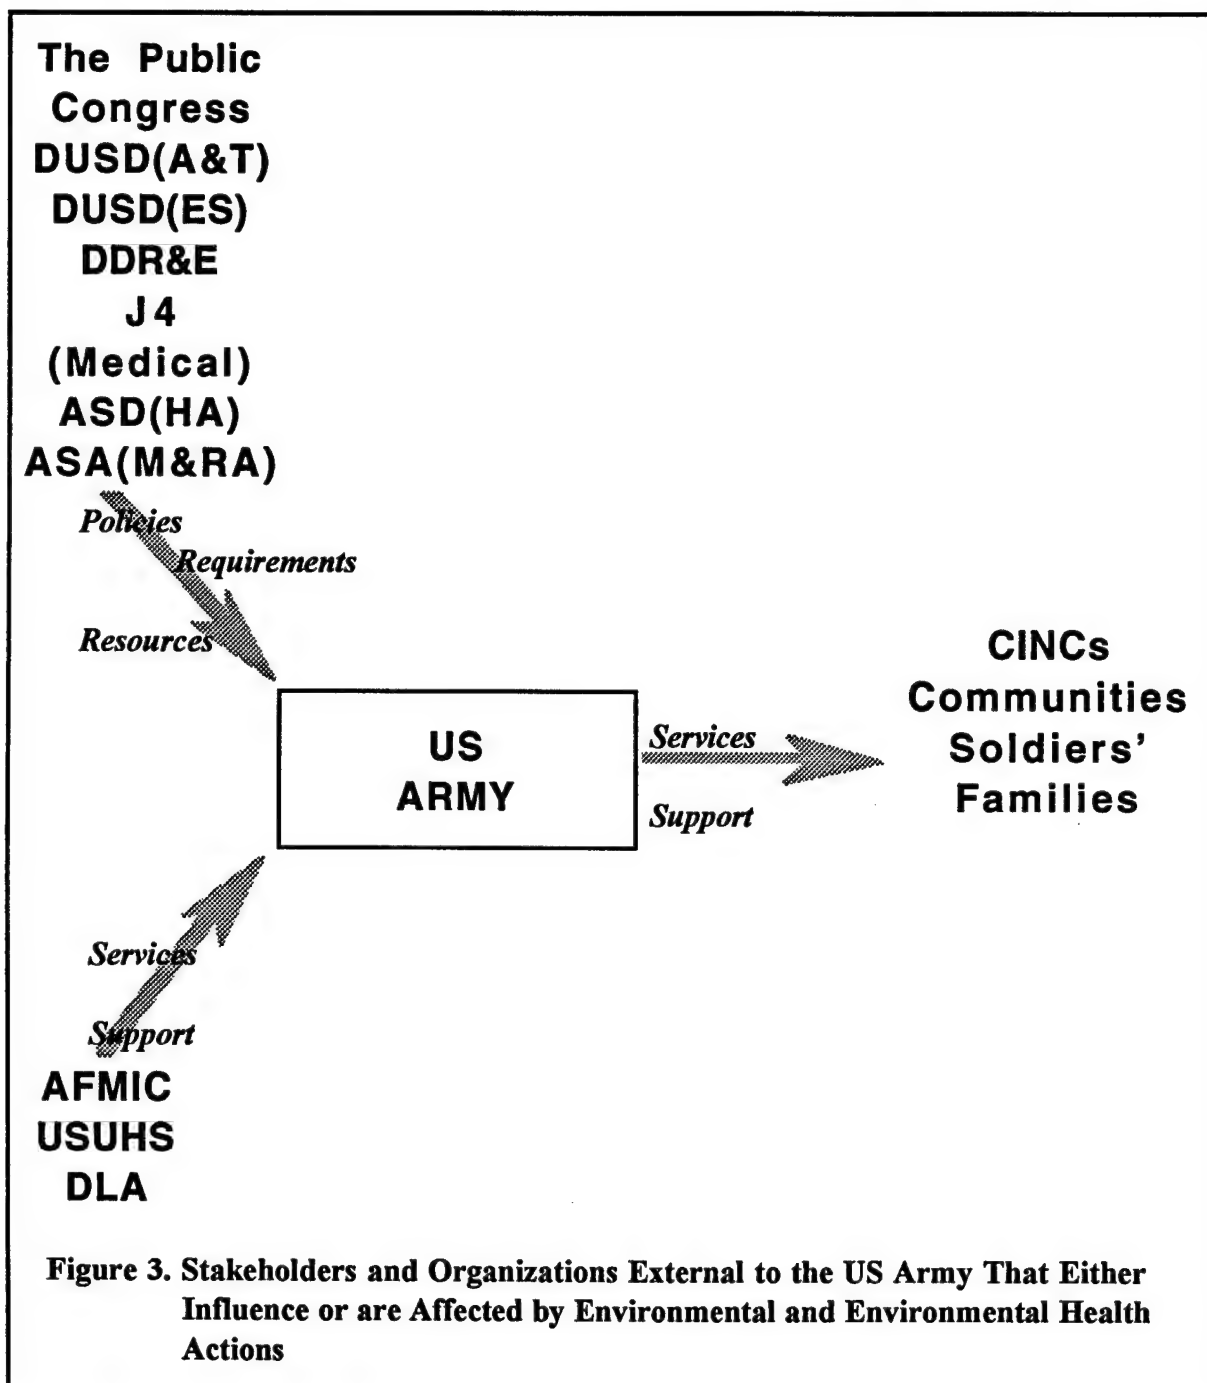 The Public
Congress
DUSD(A&T)
DUSD(ES)
DDR&E
J4
(Medical)
ASD(HA)
ASA(M&RA)
Policies
Requirements
Resources
US
ARMY
Services
Support
CINCs
Communities
Soldiers'
Families
Services
Support
AFMIC
USUHS
DLA
Figure 3. Stakeholders and Organizations External to the US Army That Either
Influence or are Affected by Environmental and Environmental Health
Actions